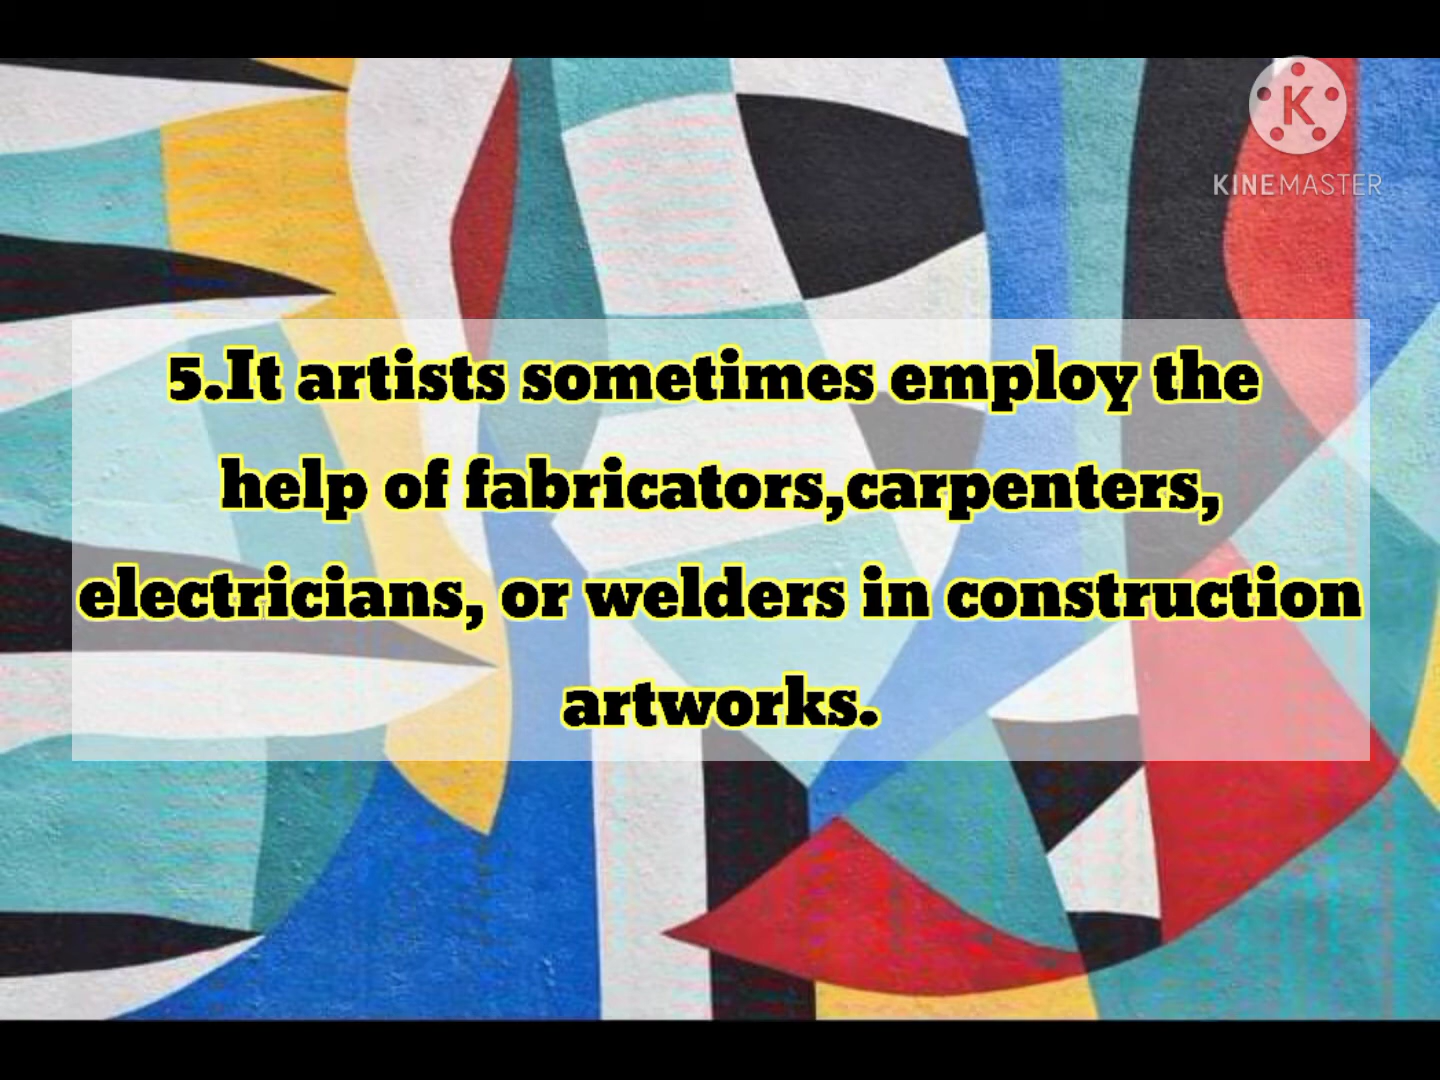 KINEMASTER
5.It artists sometimes employ the
help of fabricators,carpenters,
electricians, or welders in construction
artworks.